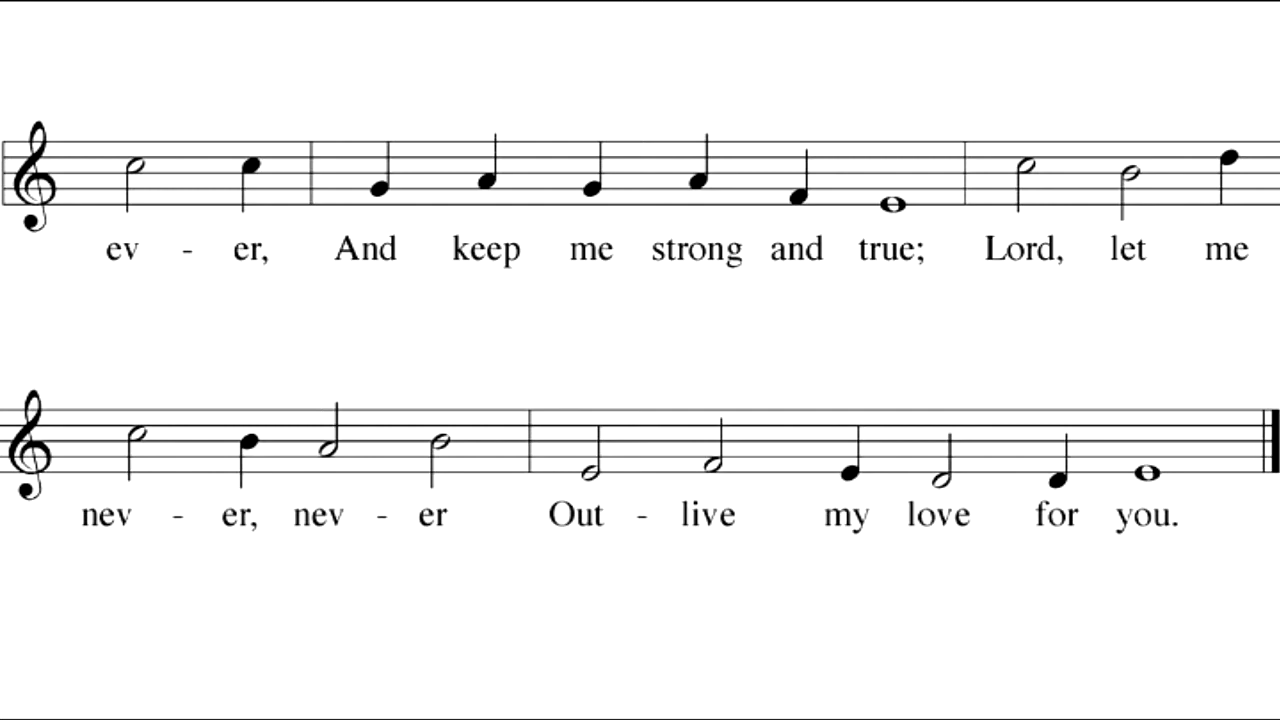 ev - er, And keep me strong and true; Lord, let me
nev - er, nev - er Out - live my love for you.